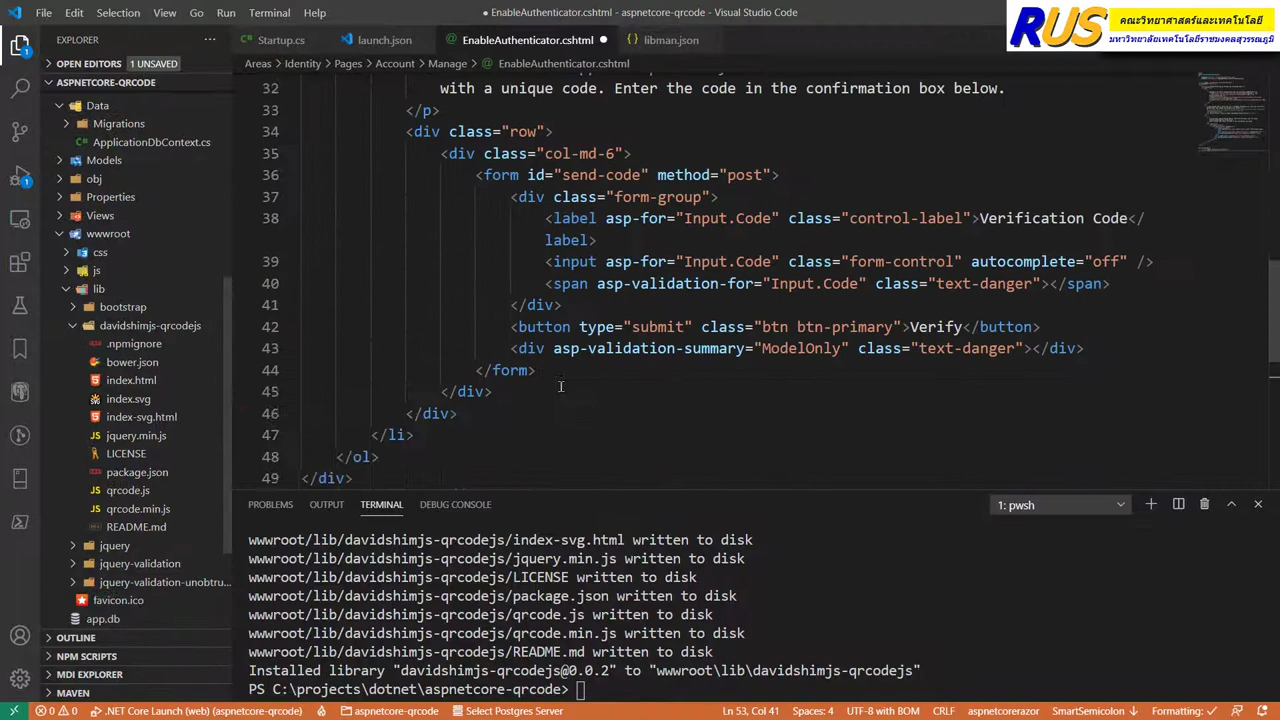 File Edit Selection View Go Run Terminal Help
● EnableAuthenticator.cshtml - aspnetcore-qrcode - Visual Studio Code
RUS
คณะวิทยาศาสตร์และเทคโนโลยี
มหาวิทยาลัยเทคโนโลยีราชมงคลสุวรรณภูมิ
EXPLORER
OPEN EDITORS 1 UNSAVED
ASPNETCORE-QRCODE
Data
Migrations
ApplicationDbContext.cs
Models
obj
Properties
Views
wwwroot
css
js
lib
bootstrap
davidshimjs-qrcodejs
.npmignore
bower.json
index.html
index.svg
index-svg.html
jquery.min.js
LICENSE
package.json
qrcode.js
qrcode.min.js
README.md
jquery
jquery-validation
jquery-validation-unobtru...
favicon.ico
app.db
OUTLINE
NPM SCRIPTS
MDI EXPLORER
MAVEN
Startup.cs launch.json EnableAuthenticator.cshtml ● libman.json
Areas > Identity > Pages > Account > Manage > EnableAuthenticator.cshtml
32 with a unique code. Enter the code in the confirmation box below.
33 </p>
34 <div class="row">
35 <div class="col-md-6">
36 <form id="send-code" method="post">
37 <div class="form-group">
38 <label asp-for="Input.Code" class="control-label">Verification Code</
label>
39 <input asp-for="Input.Code" class="form-control" autocomplete="off" />
40 <span asp-validation-for="Input.Code" class="text-danger"></span>
41 </div>
42 <button type="submit" class="btn btn-primary">Verify</button>
43 <div asp-validation-summary="ModelOnly" class="text-danger"></div>
44 </form>
45 </div>
46 </div>
47 </li>
48 </ol>
49 </div>
PROBLEMS OUTPUT TERMINAL DEBUG CONSOLE
1: pwsh
wwwroot/lib/davidshimjs-qrcodejs/index-svg.html written to disk
wwwroot/lib/davidshimjs-qrcodejs/jquery.min.js written to disk
wwwroot/lib/davidshimjs-qrcodejs/LICENSE written to disk
wwwroot/lib/davidshimjs-qrcodejs/package.json written to disk
wwwroot/lib/davidshimjs-qrcodejs/qrcode.js written to disk
wwwroot/lib/davidshimjs-qrcodejs/qrcode.min.js written to disk
wwwroot/lib/davidshimjs-qrcodejs/README.md written to disk
Installed library "davidshimjs-qrcodejs@0.0.2" to "wwwroot\lib\davidshimjs-qrcodejs"
PS C:\projects\dotnet\aspnetcore-qrcode>
0 0 .NET Core Launch (web) (aspnetcore-qrcode) aspnetcore-qrcode Select Postgres Server Ln 53, Col 41 Spaces: 4 UTF-8 with BOM CRLF aspnetcorerazor SmartSemicolon ✓ Formatting: ✓